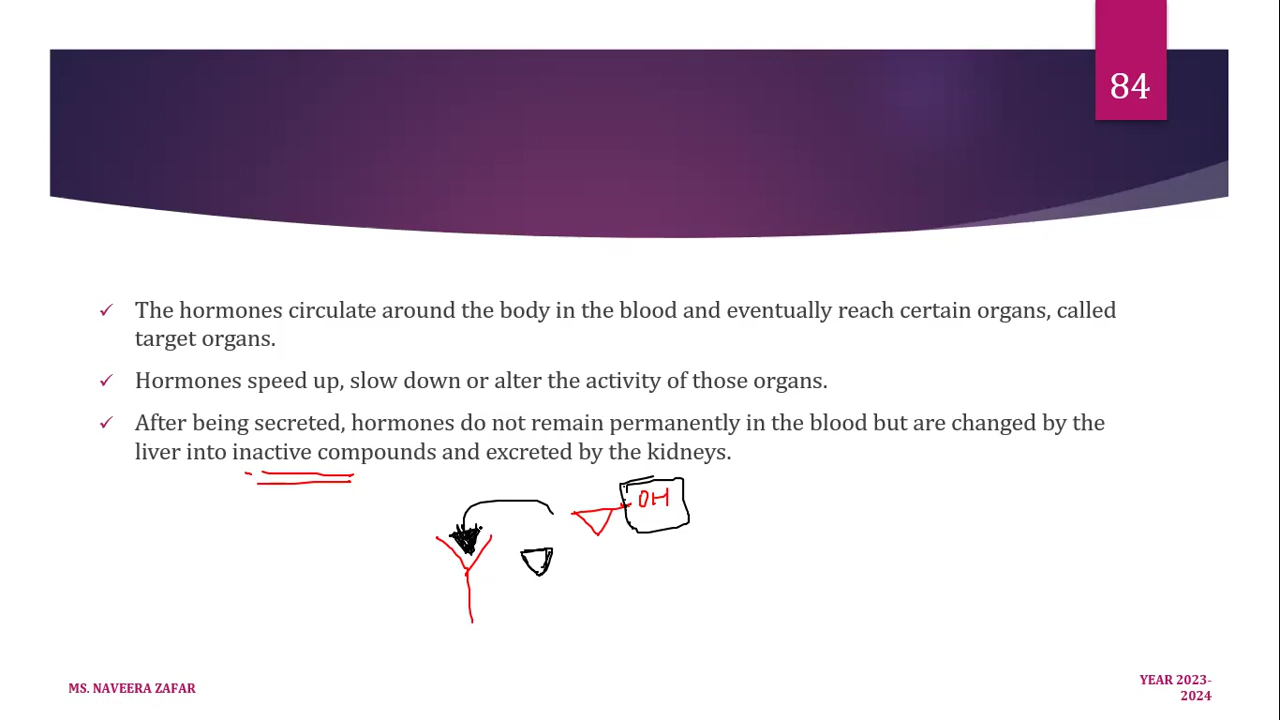 84
✓ The hormones circulate around the body in the blood and eventually reach certain organs, called
target organs.
✓ Hormones speed up, slow down or alter the activity of those organs.
✓ After being secreted, hormones do not remain permanently in the blood but are changed by the
liver into inactive compounds and excreted by the kidneys.
OH
MS. NAVEERA ZAFAR
YEAR 2023-
2024